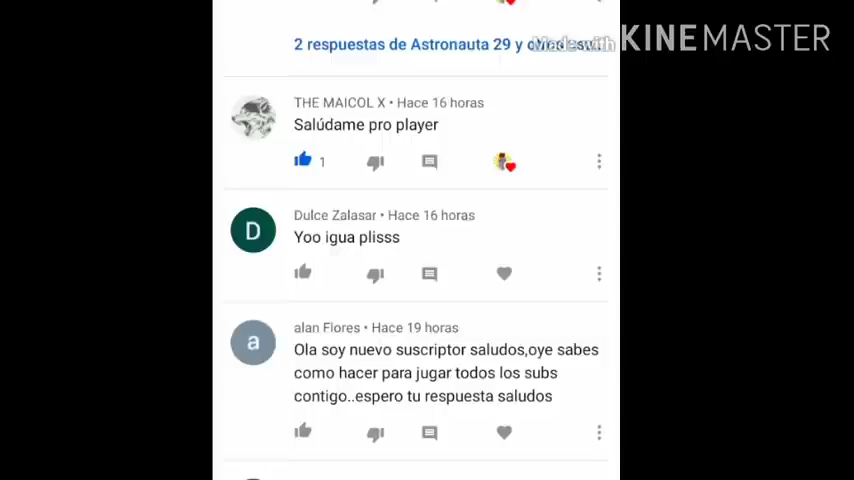 2 respuestas de Astronauta 29 y
Made with KINEMASTER
THE MAICOL X • Hace 16 horas
Salúdame pro player
1
D
Dulce Zalasar • Hace 16 horas
Yoo igua plisss
a
alan Flores • Hace 19 horas
Ola soy nuevo suscriptor saludos,oye sabes
como hacer para jugar todos los subs
contigo..espero tu respuesta saludos